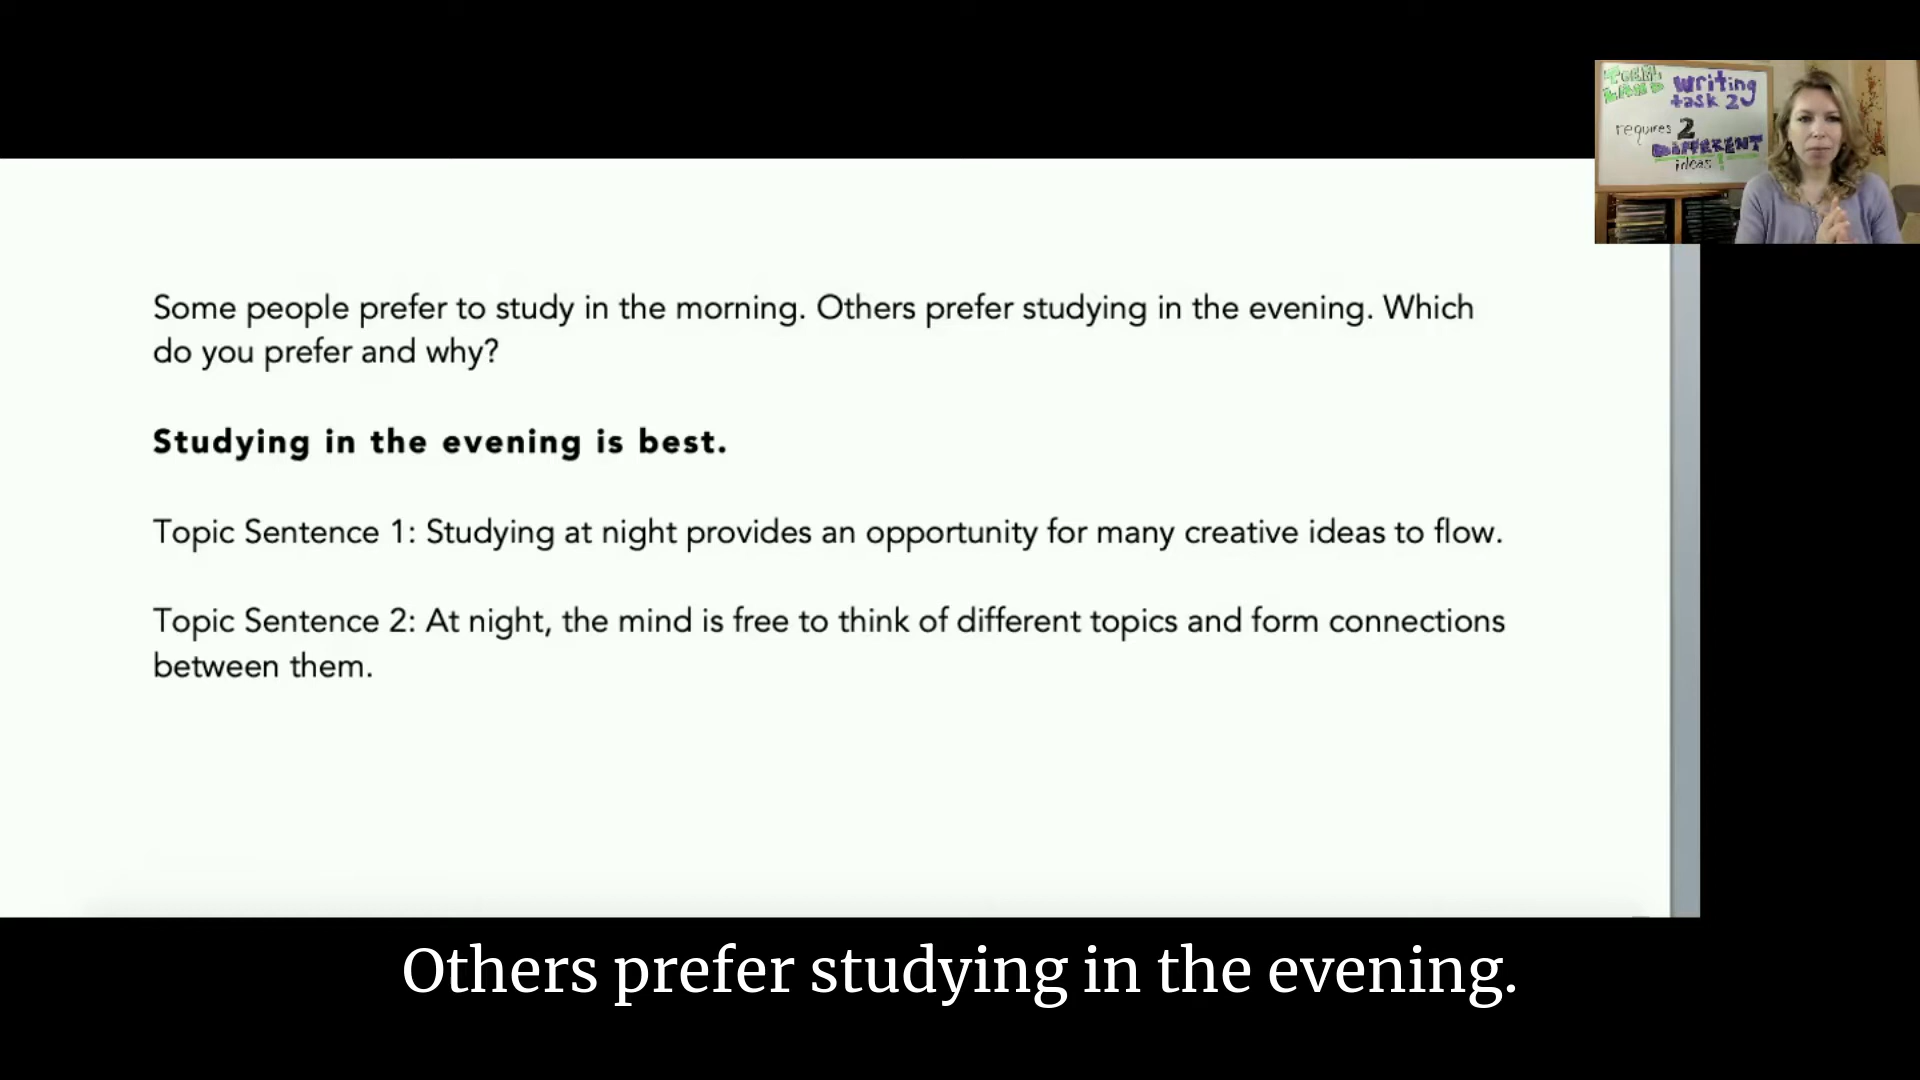 TOEFL
LAND
writing
task 2
requires 2
DIFFERENT
ideas!
Some people prefer to study in the morning. Others prefer studying in the evening. Which
do you prefer and why?
Studying in the evening is best.
Topic Sentence 1: Studying at night provides an opportunity for many creative ideas to flow.
Topic Sentence 2: At night, the mind is free to think of different topics and form connections
between them.
Others prefer studying in the evening.